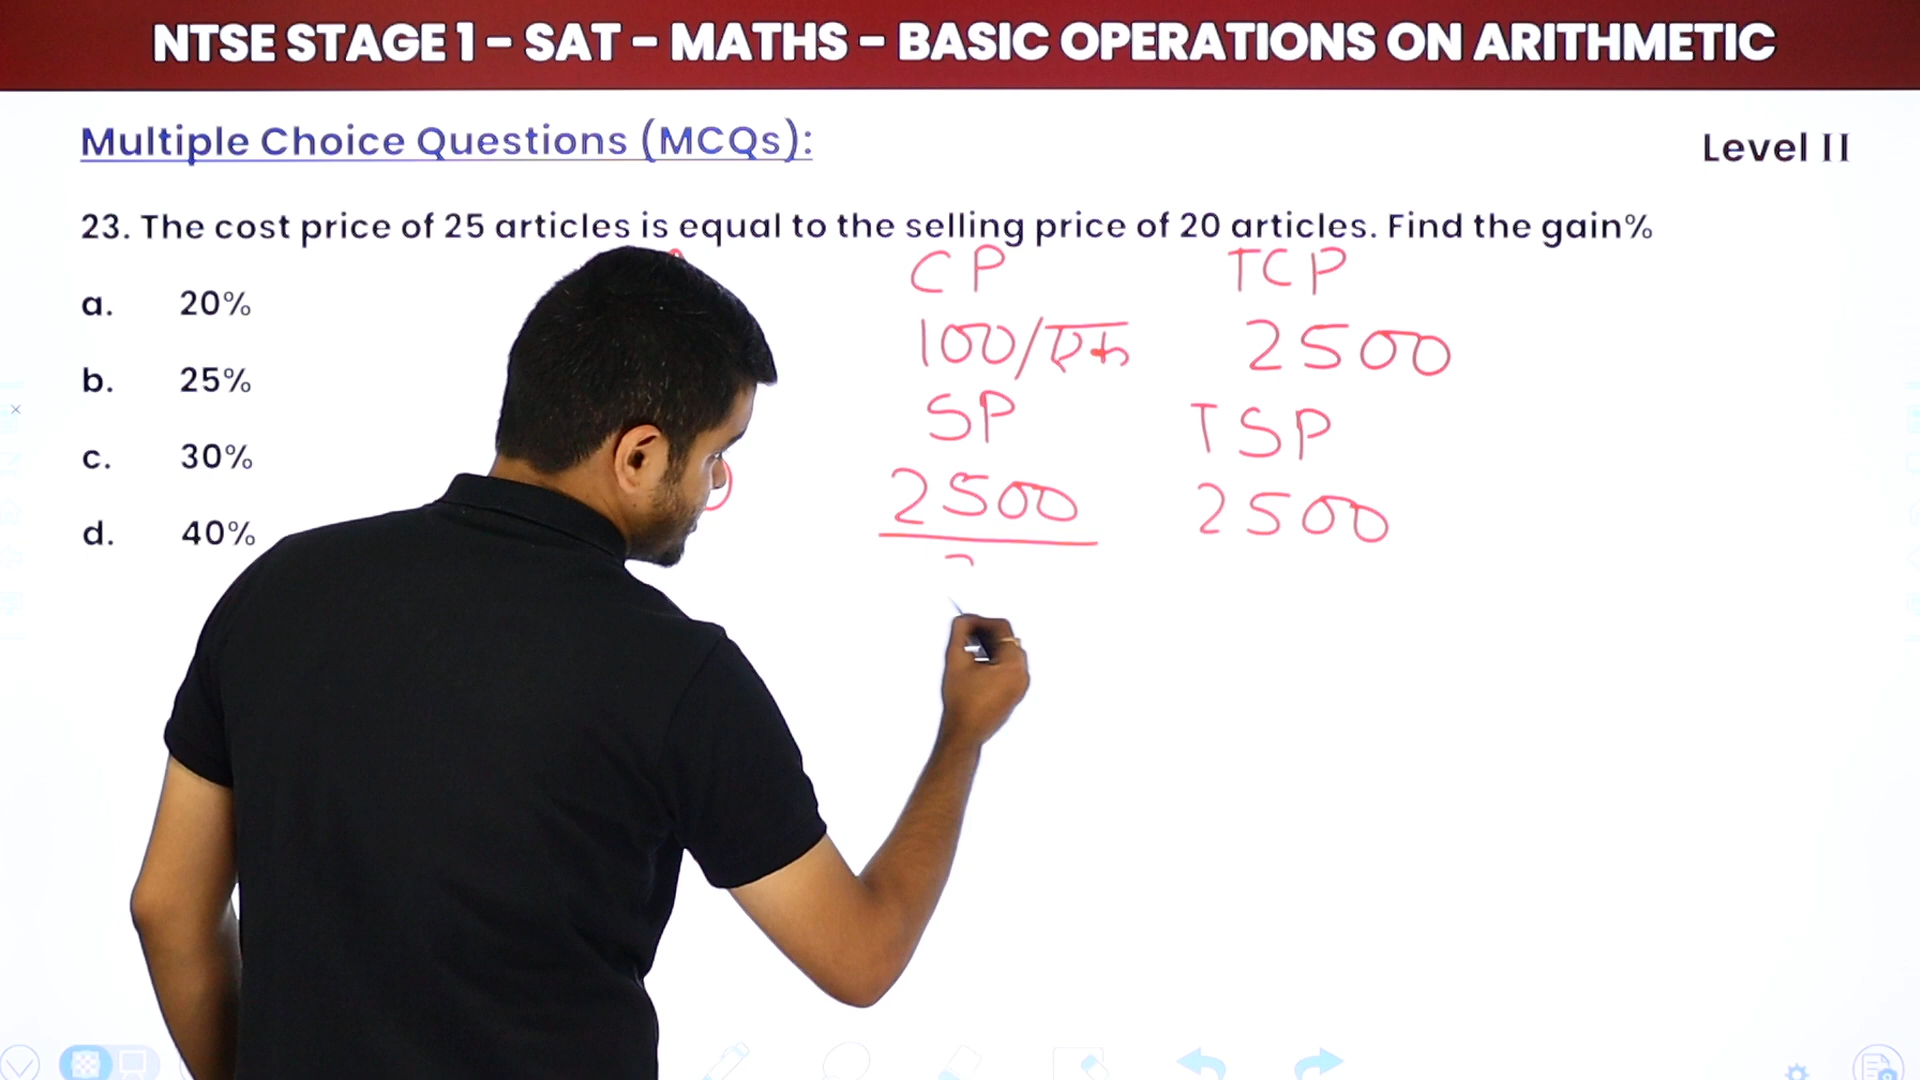 NTSE STAGE 1 - SAT - MATHS - BASIC OPERATIONS ON ARITHMETIC
Multiple Choice Questions (MCQs):
Level II
23. The cost price of 25 articles is equal to the selling price of 20 articles. Find the gain%
a. 20%
b. 25%
c. 30%
d. 40%
CP TCP
100/एक 2500
SP TSP
2500 2500